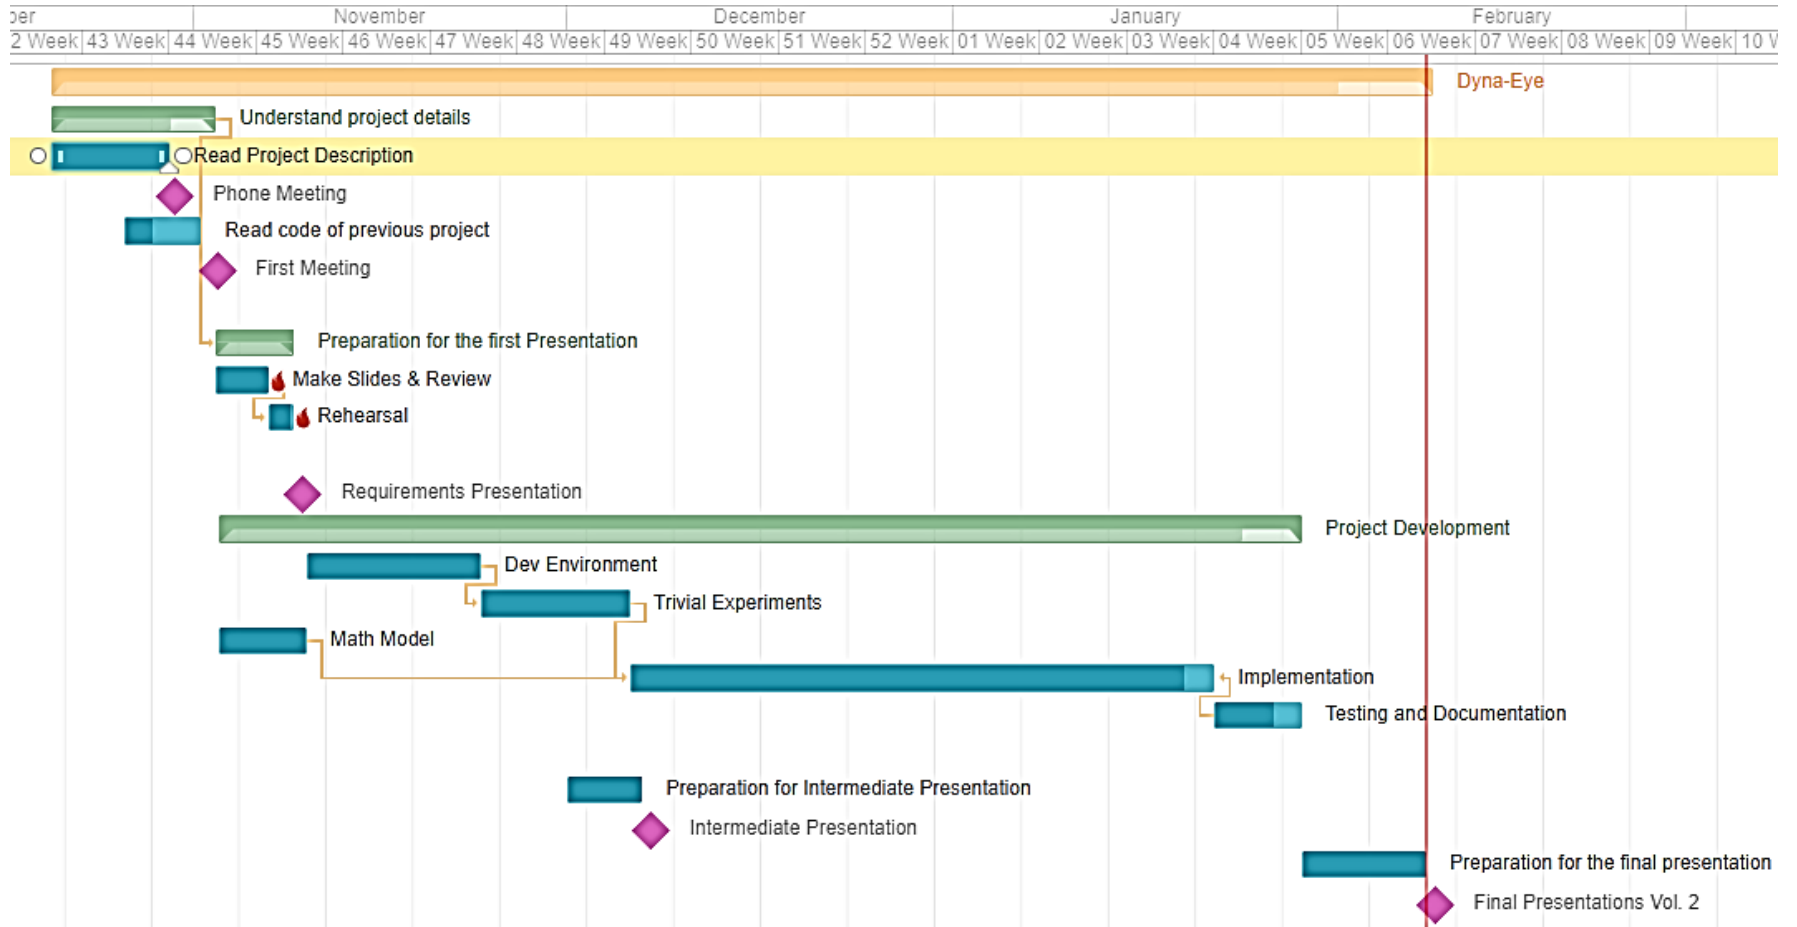 November December January February
43 Week 44 Week 45 Week 46 Week 47 Week 48 Week 49 Week 50 Week 51 Week 52 Week 01 Week 02 Week 03 Week 04 Week 05 Week 06 Week 07 Week 08 Week 09 Week 10
Dyna-Eye
Understand project details
Read Project Description
Phone Meeting
Read code of previous project
First Meeting
Preparation for the first Presentation
Make Slides & Review
Rehearsal
Requirements Presentation
Project Development
Dev Environment
Trivial Experiments
Math Model
Implementation
Testing and Documentation
Preparation for Intermediate Presentation
Intermediate Presentation
Preparation for the final presentation
Final Presentations Vol. 2